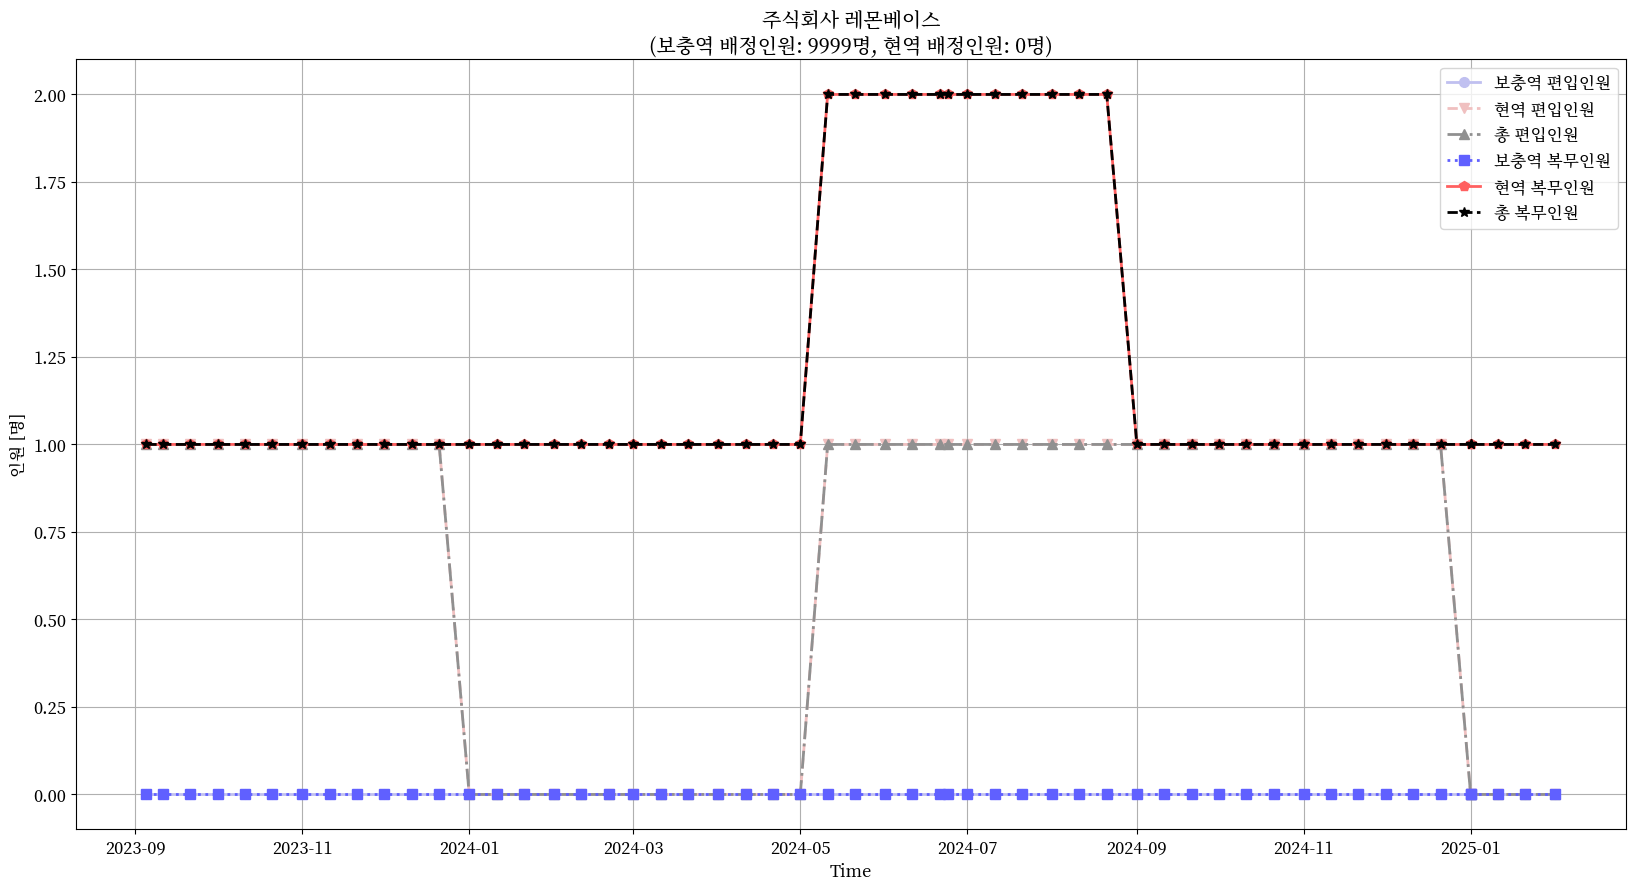 주식회사 레몬베이스
(보충역 배정인원: 9999명, 현역 배정인원: 0명)
보충역 편입인원
현역 편입인원
총 편입인원
보충역 복무인원
현역 복무인원
총 복무인원
인원 [명]
2.00
1.75
1.50
1.25
1.00
0.75
0.50
0.25
0.00
2023-09
2023-11
2024-01
2024-03
2024-05
2024-07
2024-09
2024-11
2025-01
Time